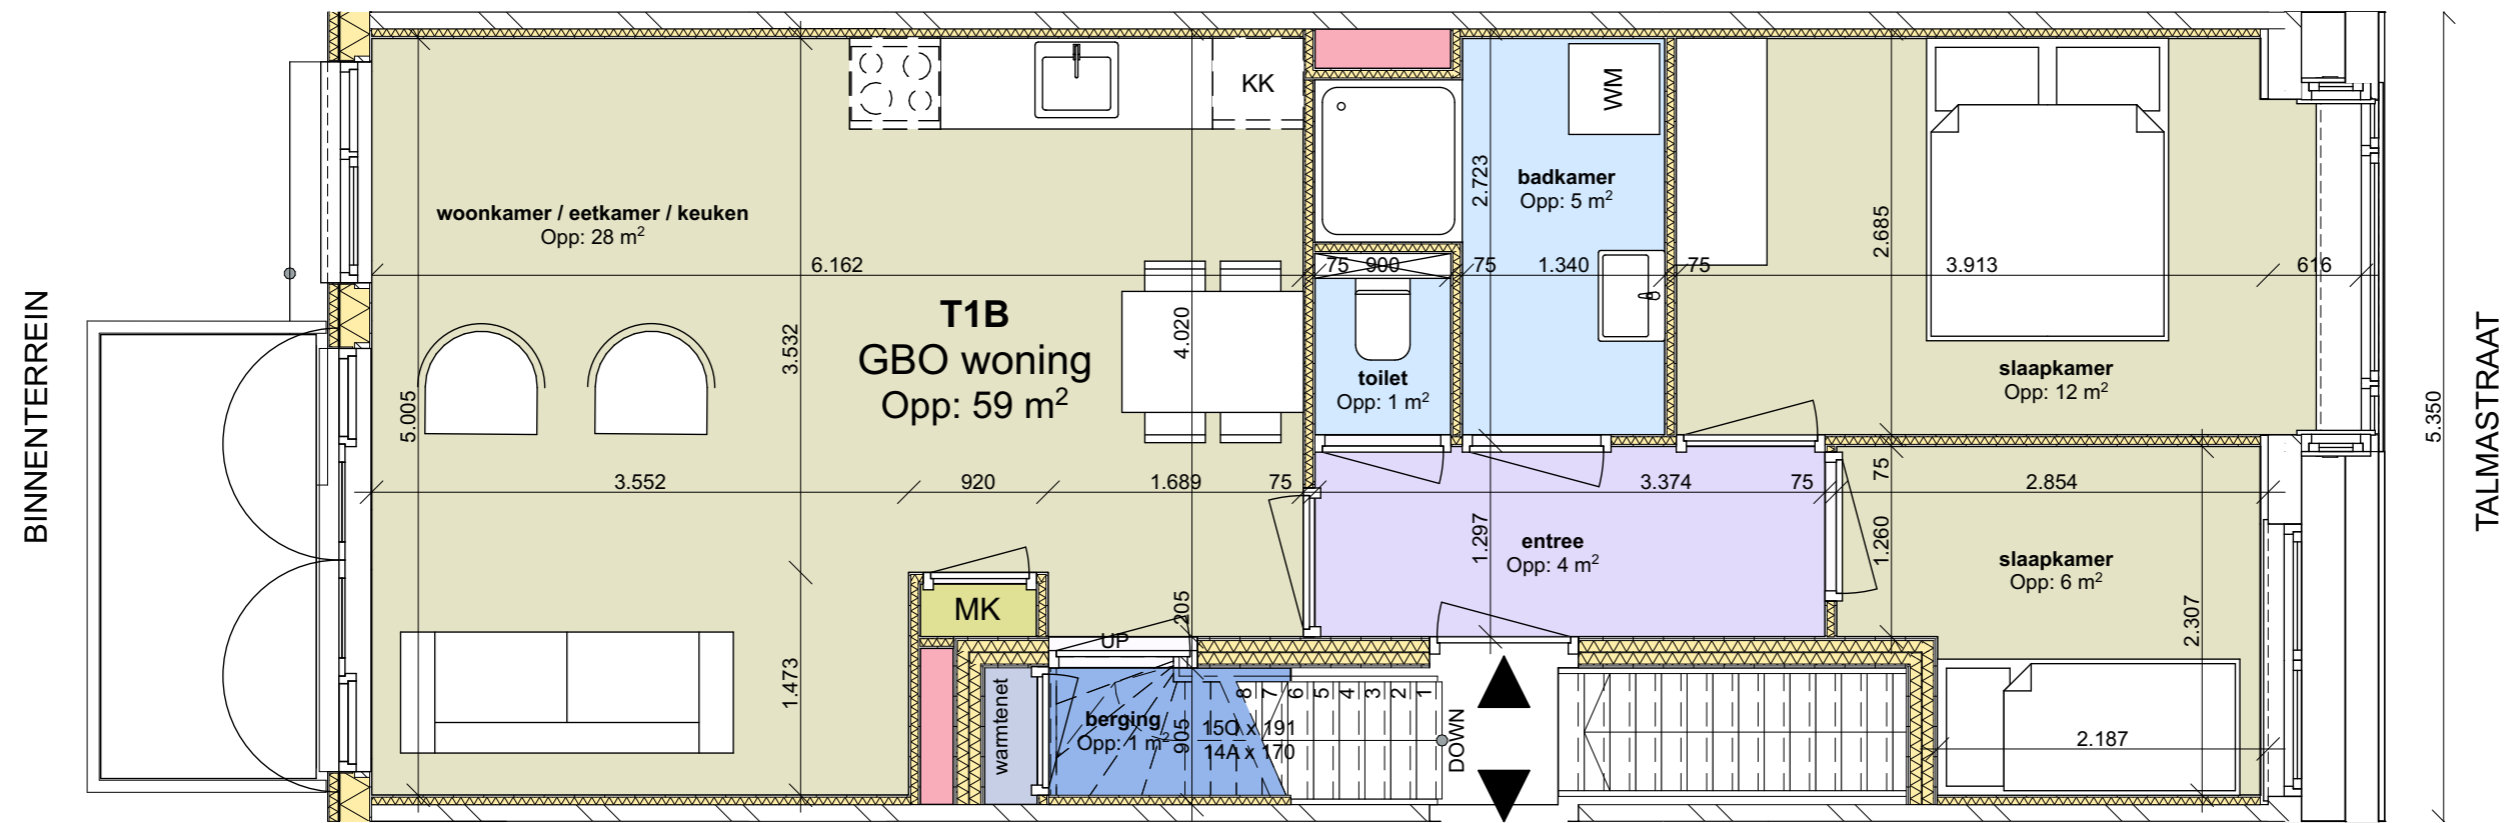 BINNENTERREIN
woonkamer / eetkamer / keuken
Opp: 28 m²
KK
WM
badkamer
Opp: 5 m²
2.723
2.685
6.162
75
900
75
1.340
75
3.913
616
T1B
GBO woning
Opp: 59 m²
3.532
4.020
5.005
toilet
Opp: 1 m²
slaapkamer
Opp: 12 m²
5.350
TALMASTRAAT
3.552
920
1.689
75
3.374
75
75
2.854
1.297
1.260
entree
Opp: 4 m²
slaapkamer
Opp: 6 m²
MK
205
UP
2.307
1.473
warmtenet
berging
Opp: 1 m²
905
8 7 6 5 4 3 2 1
15O x 191
14A x 170
DOWN
2.187